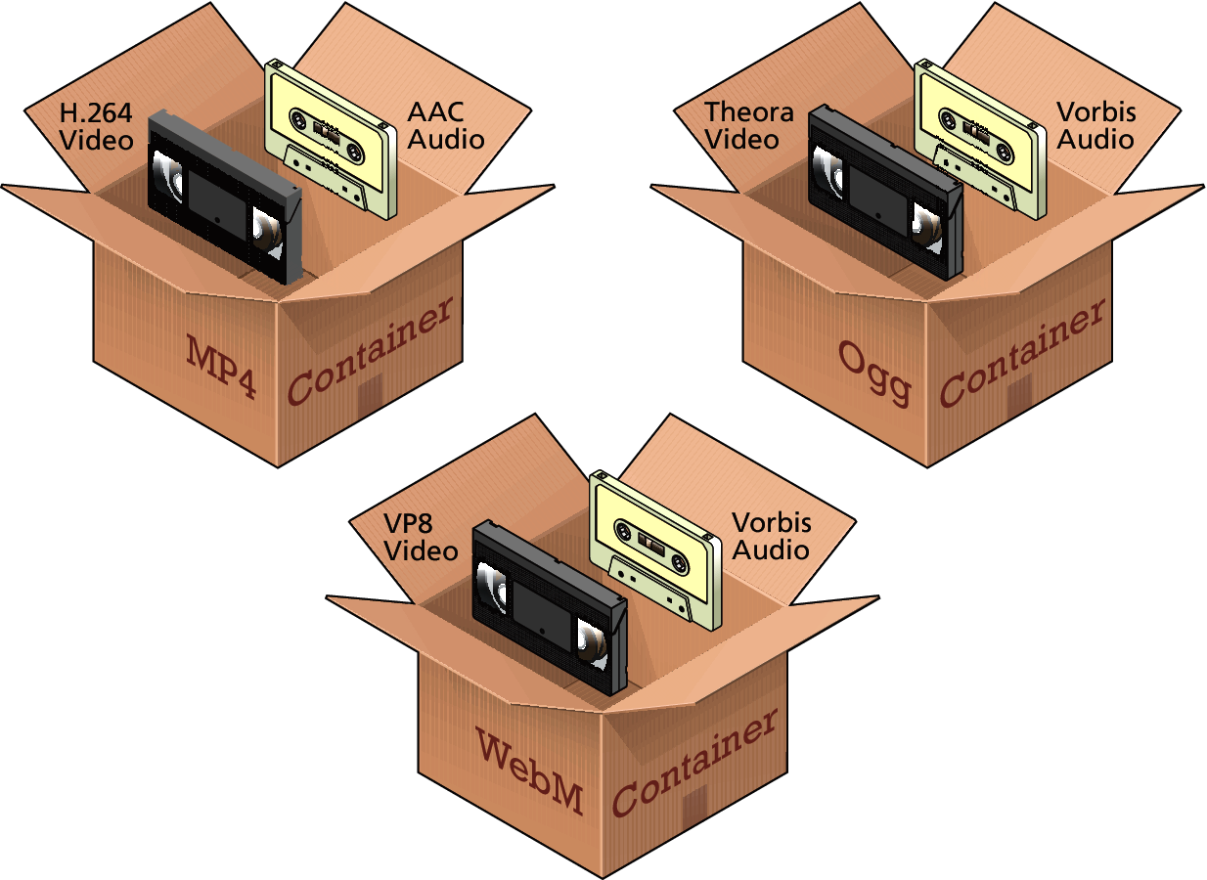 H.264
Video
AAC
Audio
MP4 Container
Theora
Video
Vorbis
Audio
Ogg Container
VP8
Video
Vorbis
Audio
WebM Container